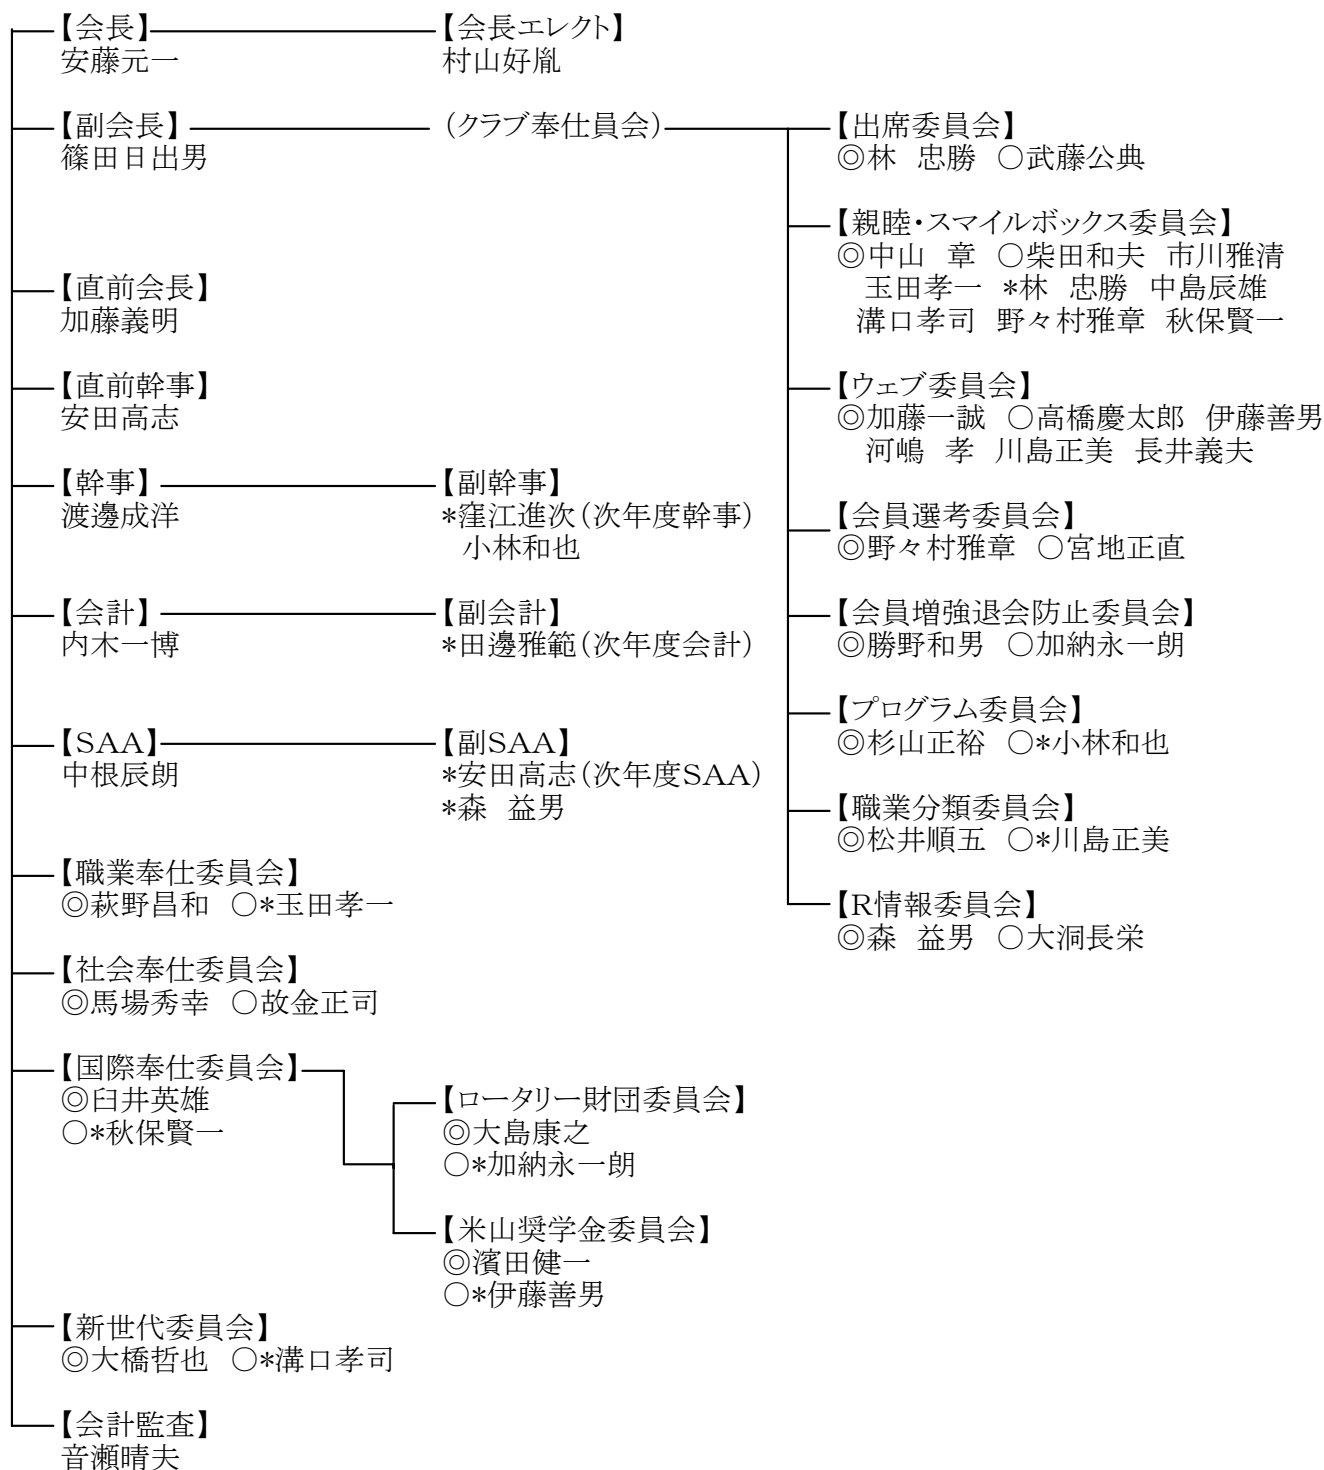 【会長】
安藤元一
【会長エレクト】
村山好胤
【副会長】
篠田日出男
(クラブ奉仕員会)
【出席委員会】
◎林　忠勝　○武藤公典
【親睦・スマイルボックス委員会】
◎中山　章　○柴田和夫　市川雅清
玉田孝一　*林　忠勝　中島辰雄
溝口孝司　野々村雅章　秋保賢一
【ウェブ委員会】
◎加藤一誠　○高橋慶太郎　伊藤善男
河嶋　孝　川島正美　長井義夫
【会員選考委員会】
◎野々村雅章　○宮地正直
【会員増強退会防止委員会】
◎勝野和男　○加納永一朗
【プログラム委員会】
◎杉山正裕　○*小林和也
【職業分類委員会】
◎松井順五　○*川島正美
【R情報委員会】
◎森　益男　○大洞長栄
【直前会長】
加藤義明
【直前幹事】
安田高志
【幹事】
渡邊成洋
【副幹事】
*窪江進次(次年度幹事)
小林和也
【会計】
内木一博
【副会計】
*田邊雅範(次年度会計)
【SAA】
中根辰朗
【副SAA】
*安田高志(次年度SAA)
*森　益男
【職業奉仕委員会】
◎萩野昌和　○*玉田孝一
【社会奉仕委員会】
◎馬場秀幸　○故金正司
【国際奉仕委員会】
◎臼井英雄
○*秋保賢一
【ロータリー財団委員会】
◎大島康之
○*加納永一朗
【米山奨学金委員会】
◎濱田健一
○*伊藤善男
【新世代委員会】
◎大橋哲也　○*溝口孝司
【会計監査】
音瀬晴夫